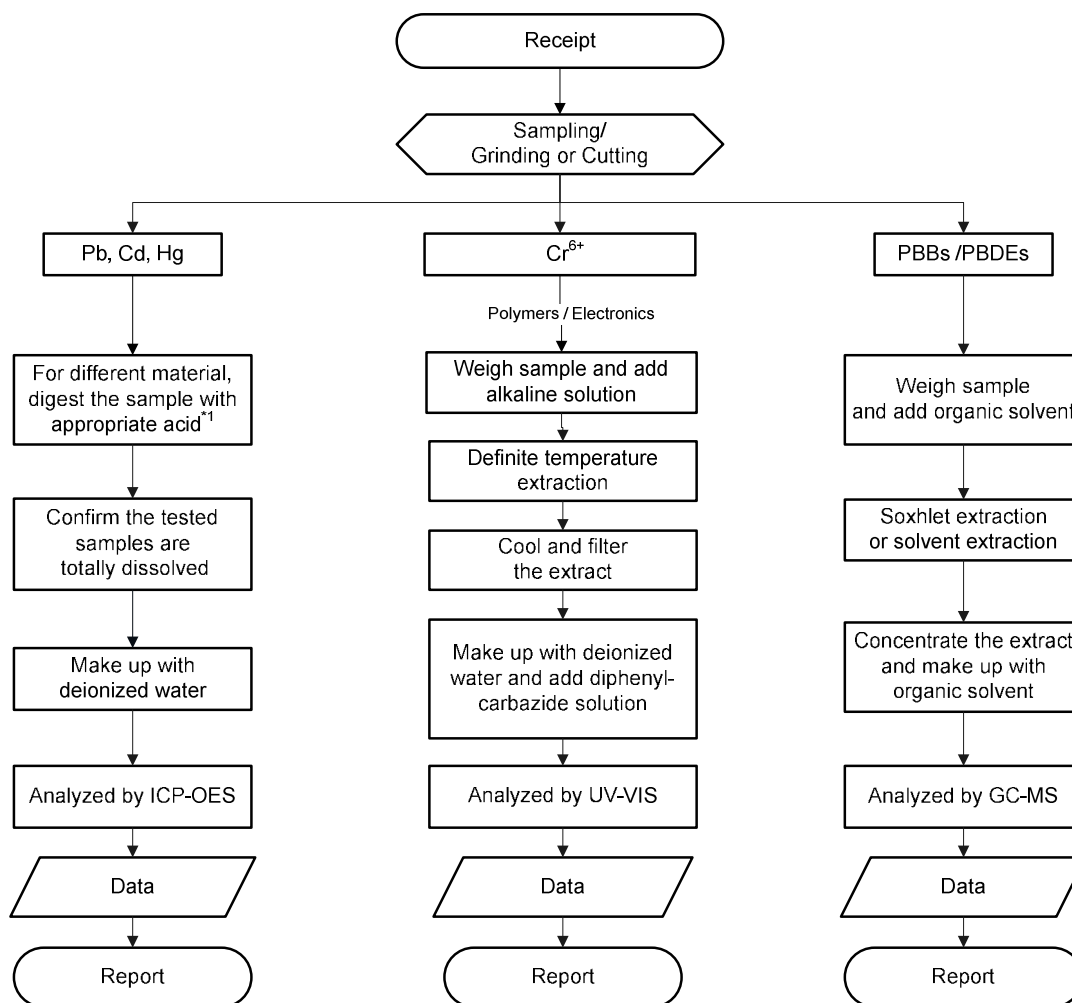 Receipt
Sampling/
Grinding or Cutting
Pb, Cd, Hg
For different material,
digest the sample with
appropriate acid*1
Confirm the tested
samples are
totally dissolved
Make up with
deionized water
Analyzed by ICP-OES
Data
Report
Cr6+
Polymers / Electronics
Weigh sample and add
alkaline solution
Definite temperature
extraction
Cool and filter
the extract
Make up with deionized
water and add diphenyl-
carbazide solution
Analyzed by UV-VIS
Data
Report
PBBs /PBDEs
Weigh sample
and add organic solvent
Soxhlet extraction
or solvent extraction
Concentrate the extract
and make up with
organic solvent
Analyzed by GC-MS
Data
Report